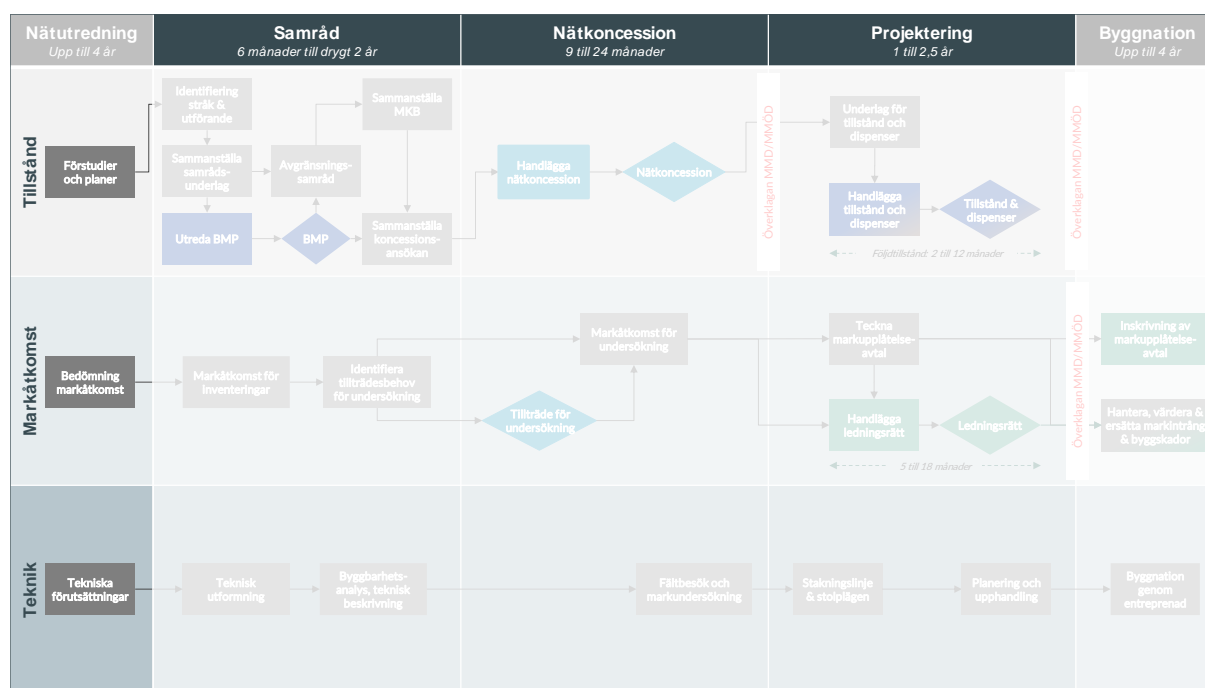 Nätutredning
Upp till 4 år
Samråd
6 månader till drygt 2 år
Nätkoncession
9 till 24 månader
Projektering
1 till 2,5 år
Byggnation
Upp till 4 år
Tillstånd
Förstudier
och planer
Identifiering
stråk &
utförande
Sammanställa
samråds-
underlag
Utreda BMP
Avgränsnings-
samråd
BMP
Sammanställa
MKB
Sammanställa
koncessions-
ansökan
Handlägga
nätkoncession
Nätkoncession
Överklagan MMD/MMÖD
Underlag för
tillstånd och
dispenser
Handlägga
tillstånd och
dispenser
Tillstånd &
dispenser
Följdtillstånd: 2 till 12 månader
Överklagan MMD/MMÖD
Markåtkomst
Bedömning
markåtkomst
Markåtkomst för
inventeringar
Identifiera
tillträdesbehov
för undersökning
Tillträde för
undersökning
Markåtkomst för
undersökning
Teckna
markupplåtelse-
avtal
Handlägga
ledningsrätt
Ledningsrätt
5 till 18 månader
Överklagan MMD/MMÖD
Inskrivning av
markupplåtelse-
avtal
Hantera, värdera &
ersätta markintrång
& byggskador
Teknik
Tekniska
förutsättningar
Teknisk
utformning
Byggbarhets-
analys, teknisk
beskrivning
Fältbesök och
markundersökning
Stakningslinje
& stolplägen
Planering och
upphandling
Byggnation
genom
entreprenad